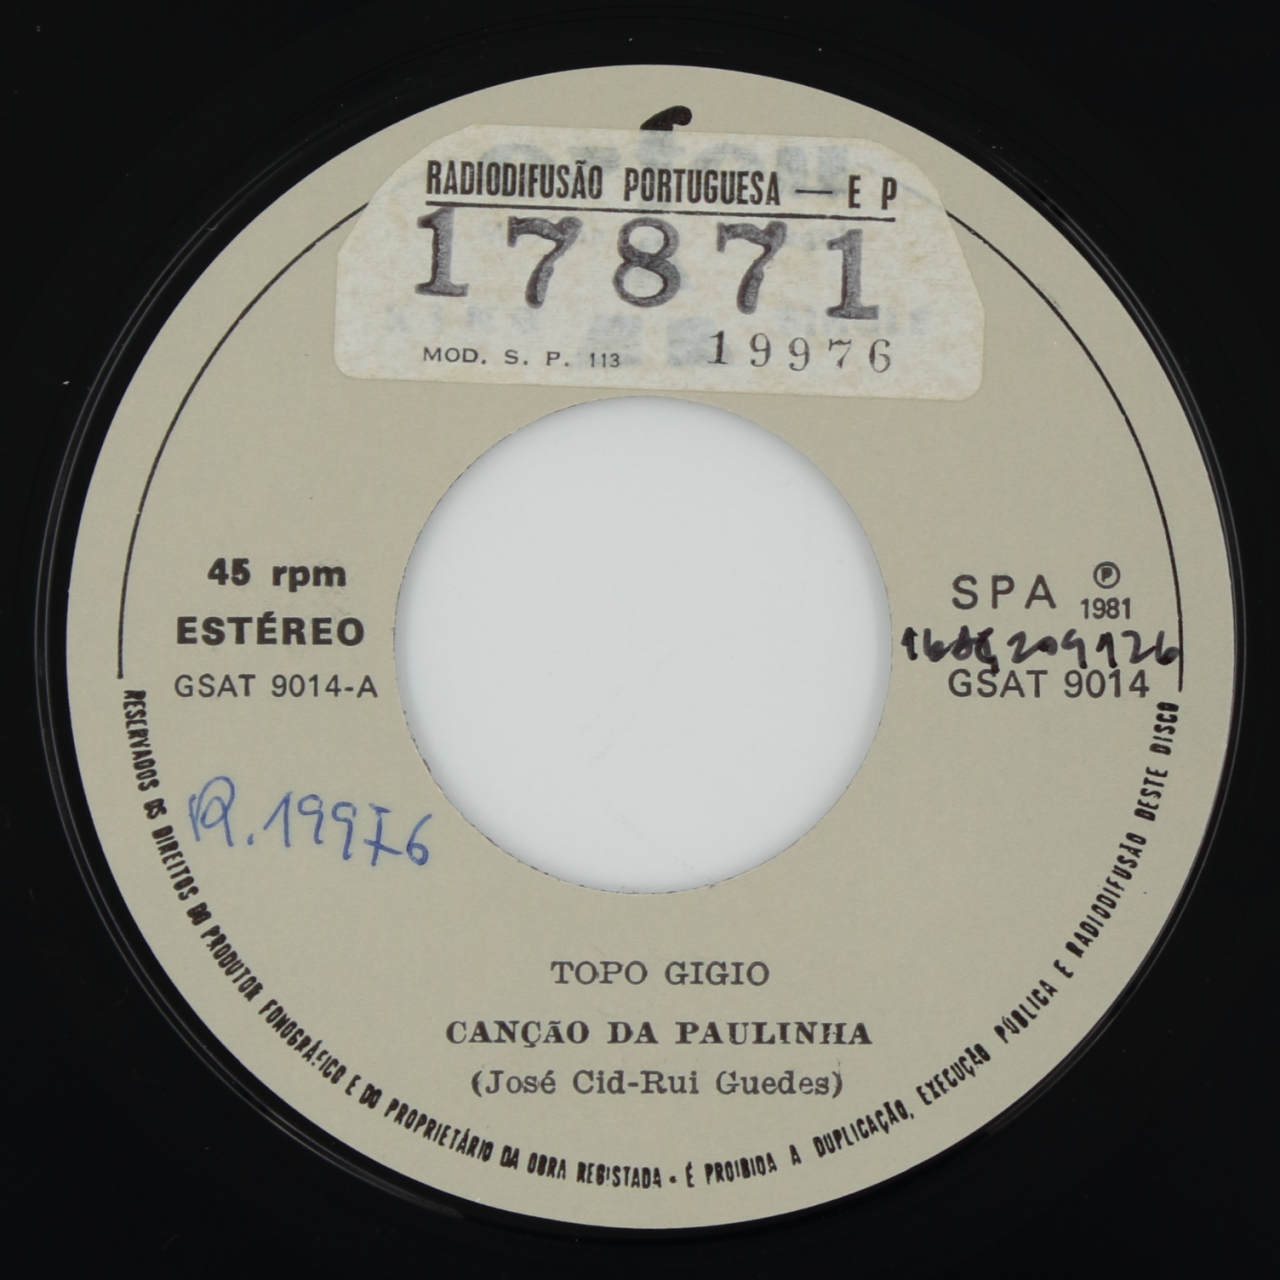 RADIODIFUSÃO PORTUGUESA — E P
17871
MOD. S. P. 113 19976
45 rpm
ESTÉREO
GSAT 9014-A
SPA Ⓟ 1981
GSAT 9014
R. 19976
TOPO GIGIO
CANÇÃO DA PAULINHA
(José Cid-Rui Guedes)
RESERVADOS OS DIREITOS DO PRODUTOR FONOGRÁFICO E DO PROPRIETÁRIO DA OBRA REGISTADA - É PROIBIDA A DUPLICAÇÃO, EXECUÇÃO PÚBLICA E RADIODIFUSÃO DESTE DISCO